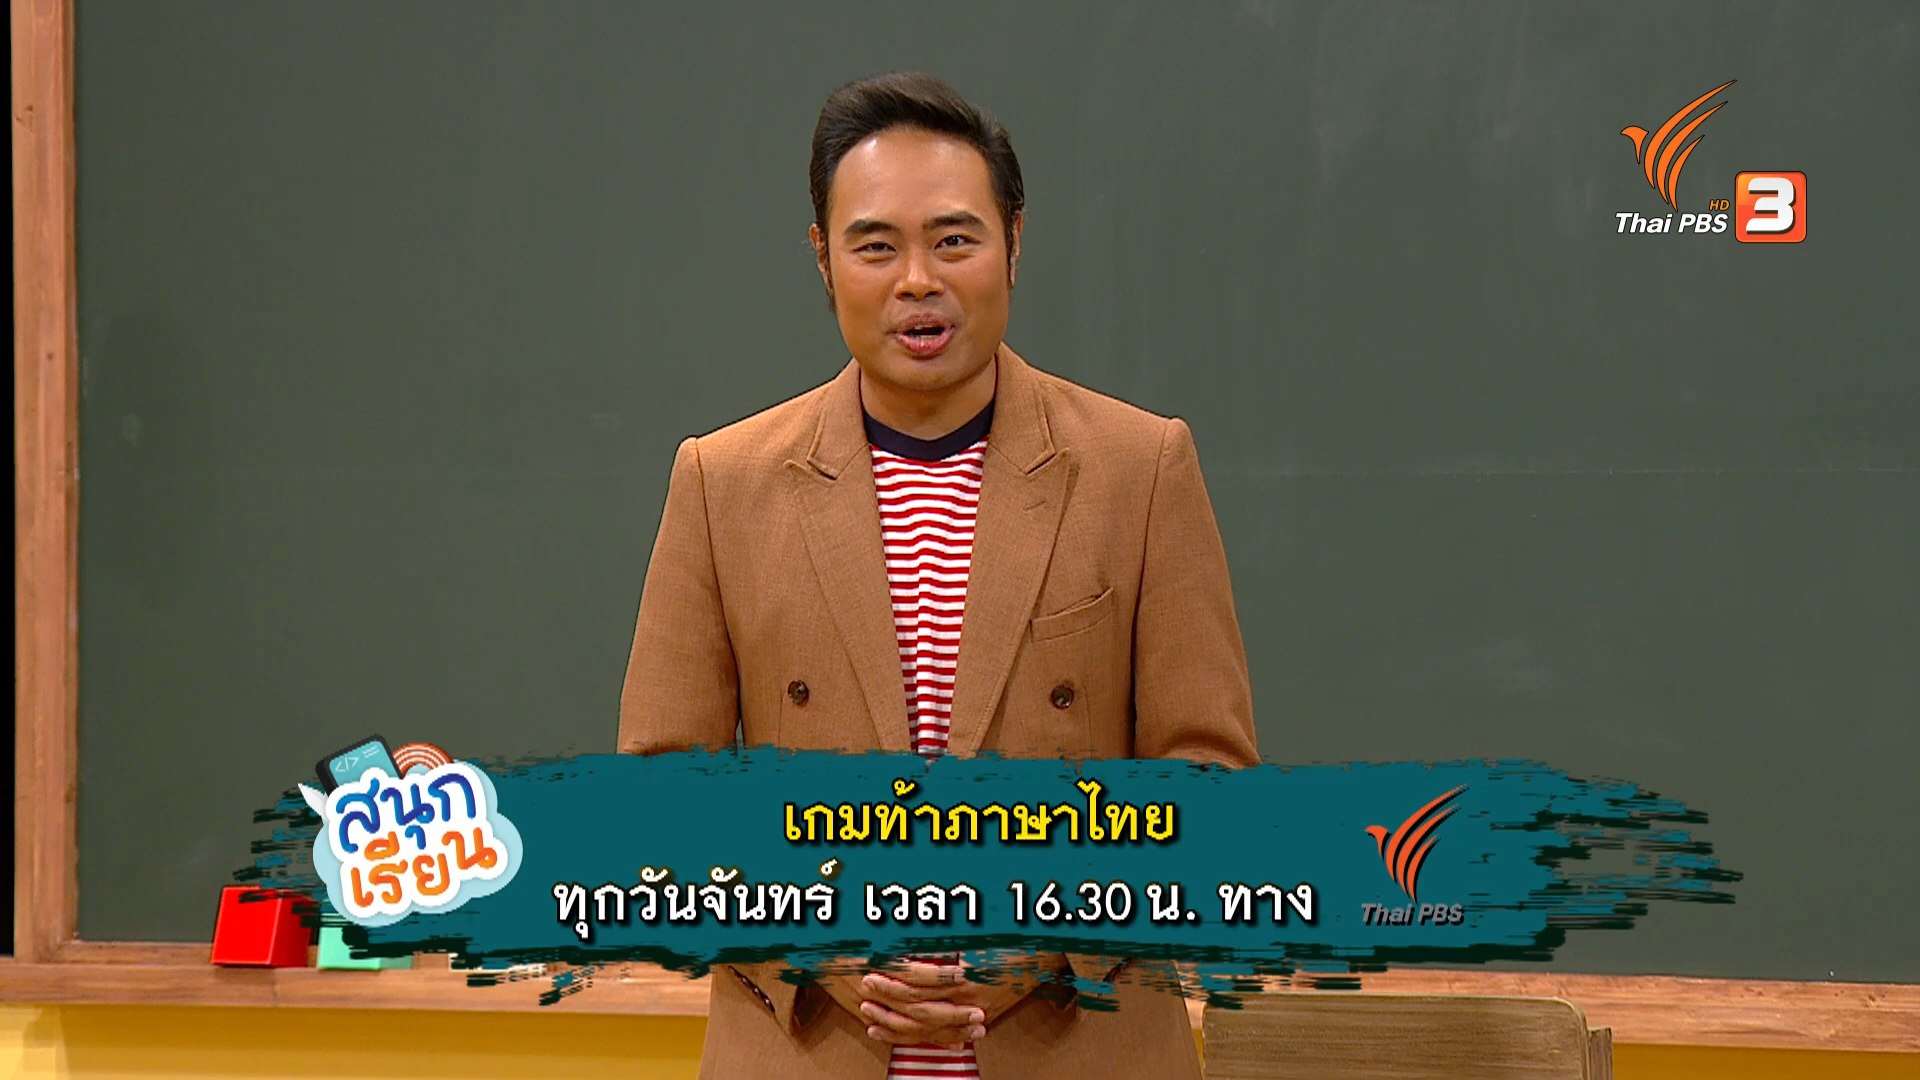 HD
Thai PBS 3
สนุก
เรียน
เกมท้าภาษาไทย
ทุกวันจันทร์ เวลา 16.30 น. ทาง
Thai PBS